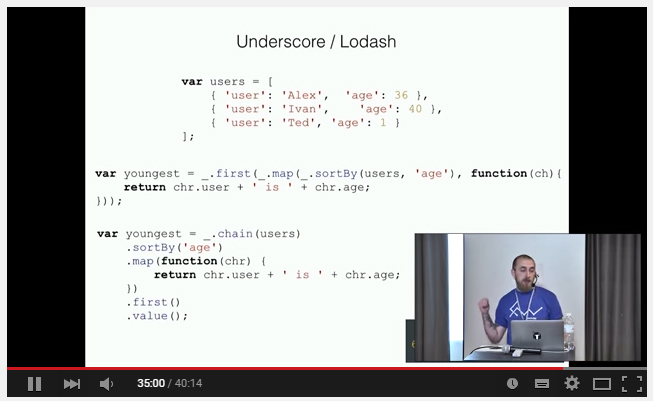 Underscore / Lodash
var users = [
{ 'user': 'Alex', 'age': 36 },
{ 'user': 'Ivan', 'age': 40 },
{ 'user': 'Ted', 'age': 1 }
];
var youngest = _.first(_.map(_.sortBy(users, 'age'), function(ch){
return chr.user + ' is ' + chr.age;
}));
var youngest = _.chain(users)
.sortBy('age')
.map(function(chr) {
return chr.user + ' is ' + chr.age;
})
.first()
.value();
35:00 / 40:14